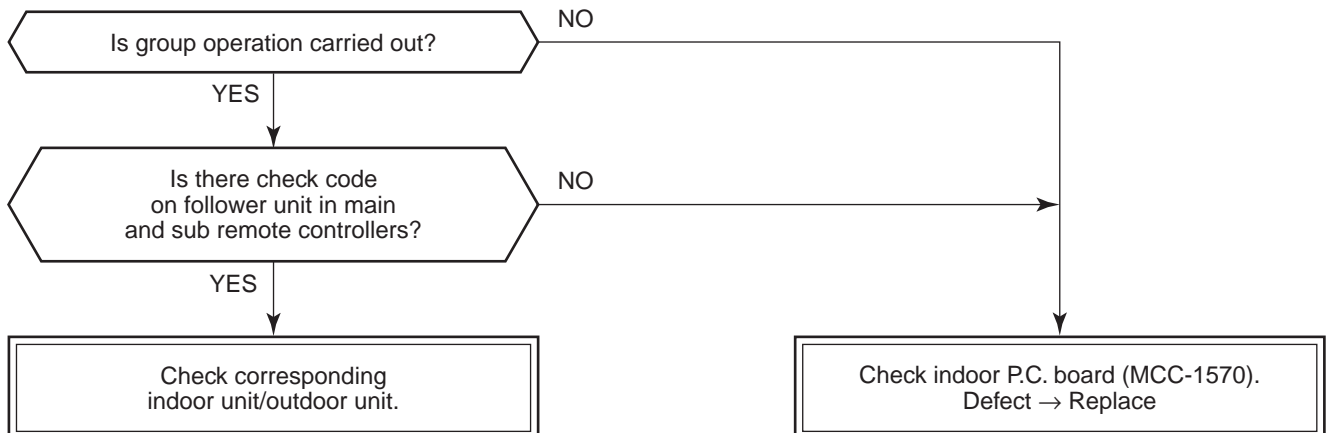 Is group operation carried out?
NO
YES
Is there check code
on follower unit in main
and sub remote controllers?
NO
YES
Check corresponding
indoor unit/outdoor unit.
Check indoor P.C. board (MCC-1570).
Defect → Replace